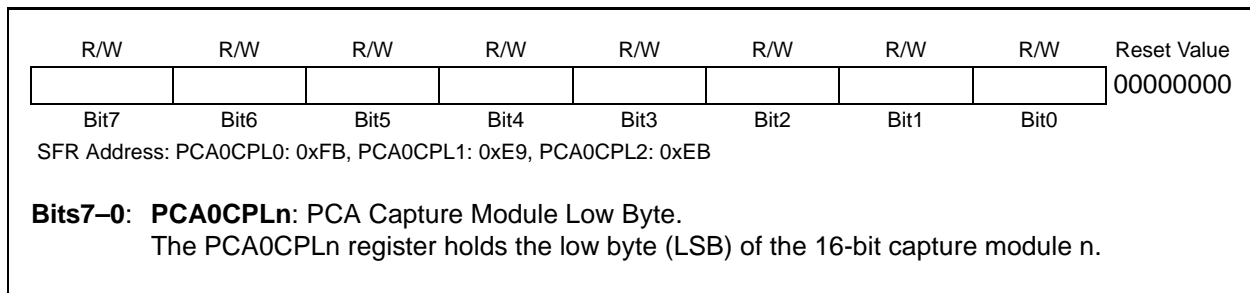 R/W R/W R/W R/W R/W R/W R/W R/W Reset Value
00000000
Bit7 Bit6 Bit5 Bit4 Bit3 Bit2 Bit1 Bit0
SFR Address: PCA0CPL0: 0xFB, PCA0CPL1: 0xE9, PCA0CPL2: 0xEB
Bits7–0: PCA0CPLn: PCA Capture Module Low Byte.
The PCA0CPLn register holds the low byte (LSB) of the 16-bit capture module n.